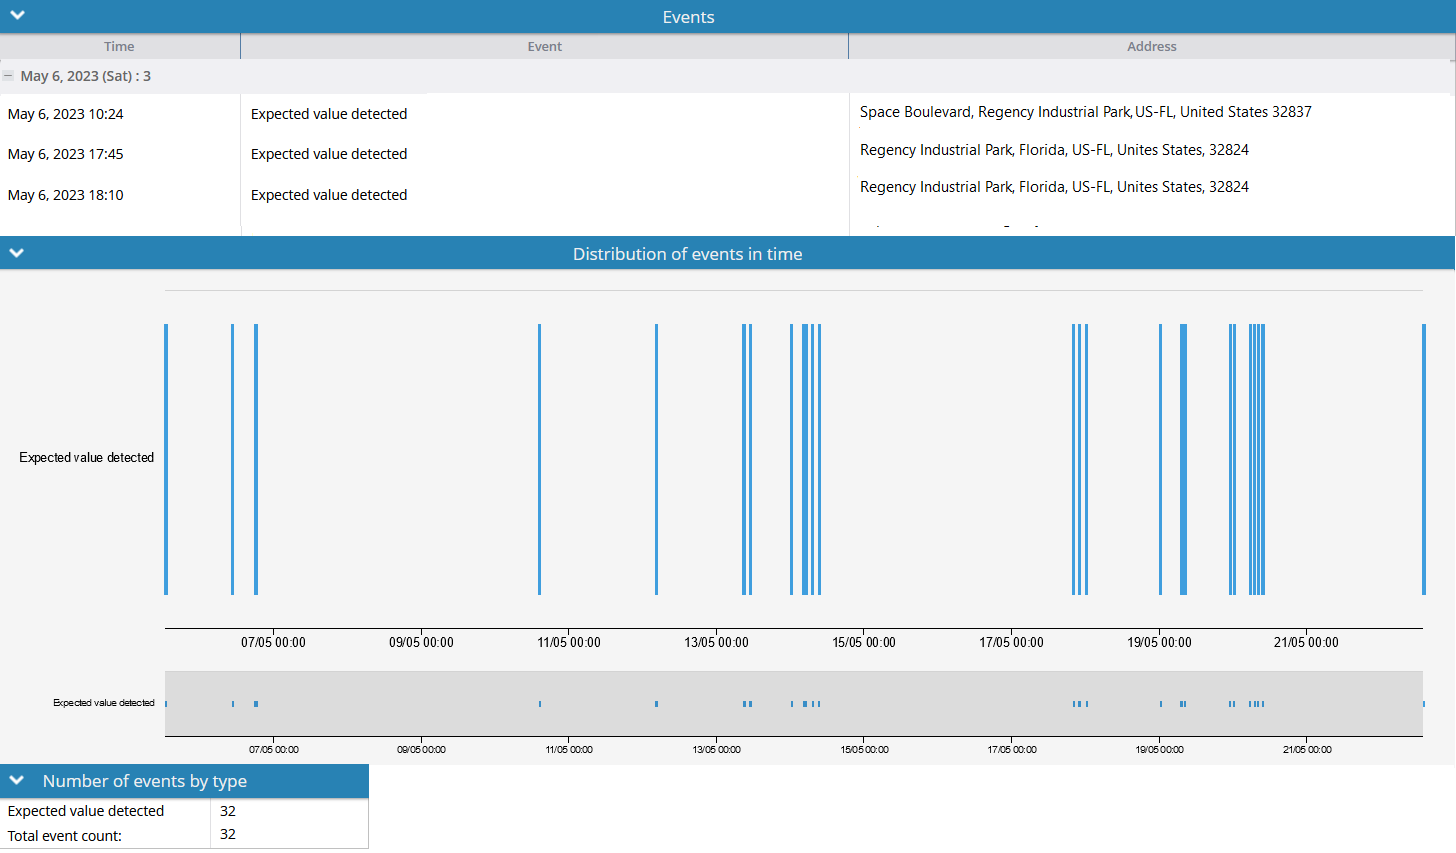 Events
Time Event Address
May 6, 2023 (Sat) : 3
May 6, 2023 10:24 Expected value detected Space Boulevard, Regency Industrial Park, US-FL, United States 32837
May 6, 2023 17:45 Expected value detected Regency Industrial Park, Florida, US-FL, Unites States, 32824
May 6, 2023 18:10 Expected value detected Regency Industrial Park, Florida, US-FL, Unites States, 32824
Distribution of events in time
Expected value detected
07/05 00:00 09/05 00:00 11/05 00:00 13/05 00:00 15/05 00:00 17/05 00:00 19/05 00:00 21/05 00:00
Expected value detected
07/05 00:00 09/05 00:00 11/05 00:00 13/05 00:00 15/05 00:00 17/05 00:00 19/05 00:00 21/05 00:00
Number of events by type
Expected value detected 32
Total event count: 32